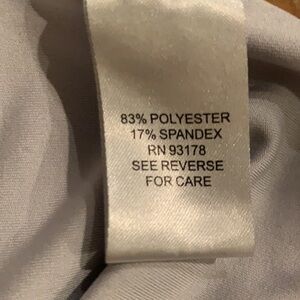 83% POLYESTER
17% SPANDEX
RN 93178
SEE REVERSE
FOR CARE